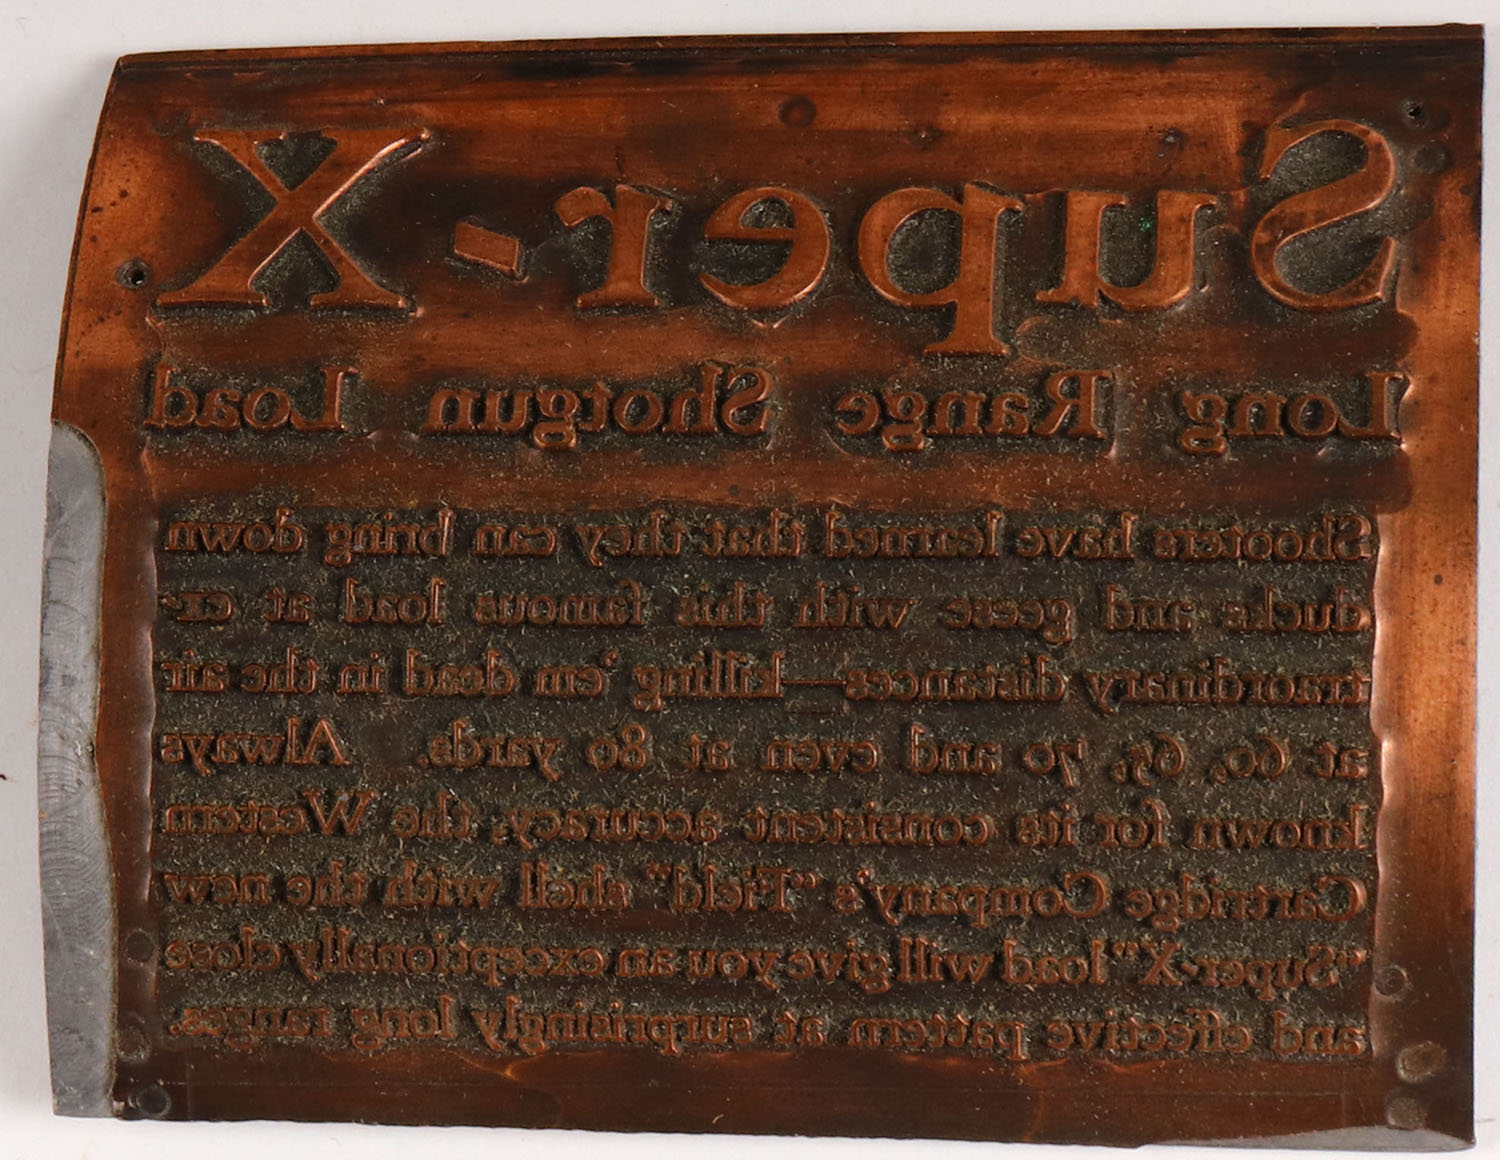 Super-X
Long Range Shotgun Load
Shooters have learned that they can bring down
ducks and geese with this famous load at ex-
traordinary distances—killing 'em dead in the air
at 60, 65, 70 and even at 80 yards. Always
known for its consistent accuracy, the Western
Cartridge Company's "Field" shell with the new
"Super-X" load will give you an exceptionally close
and effective pattern at surprisingly long ranges.